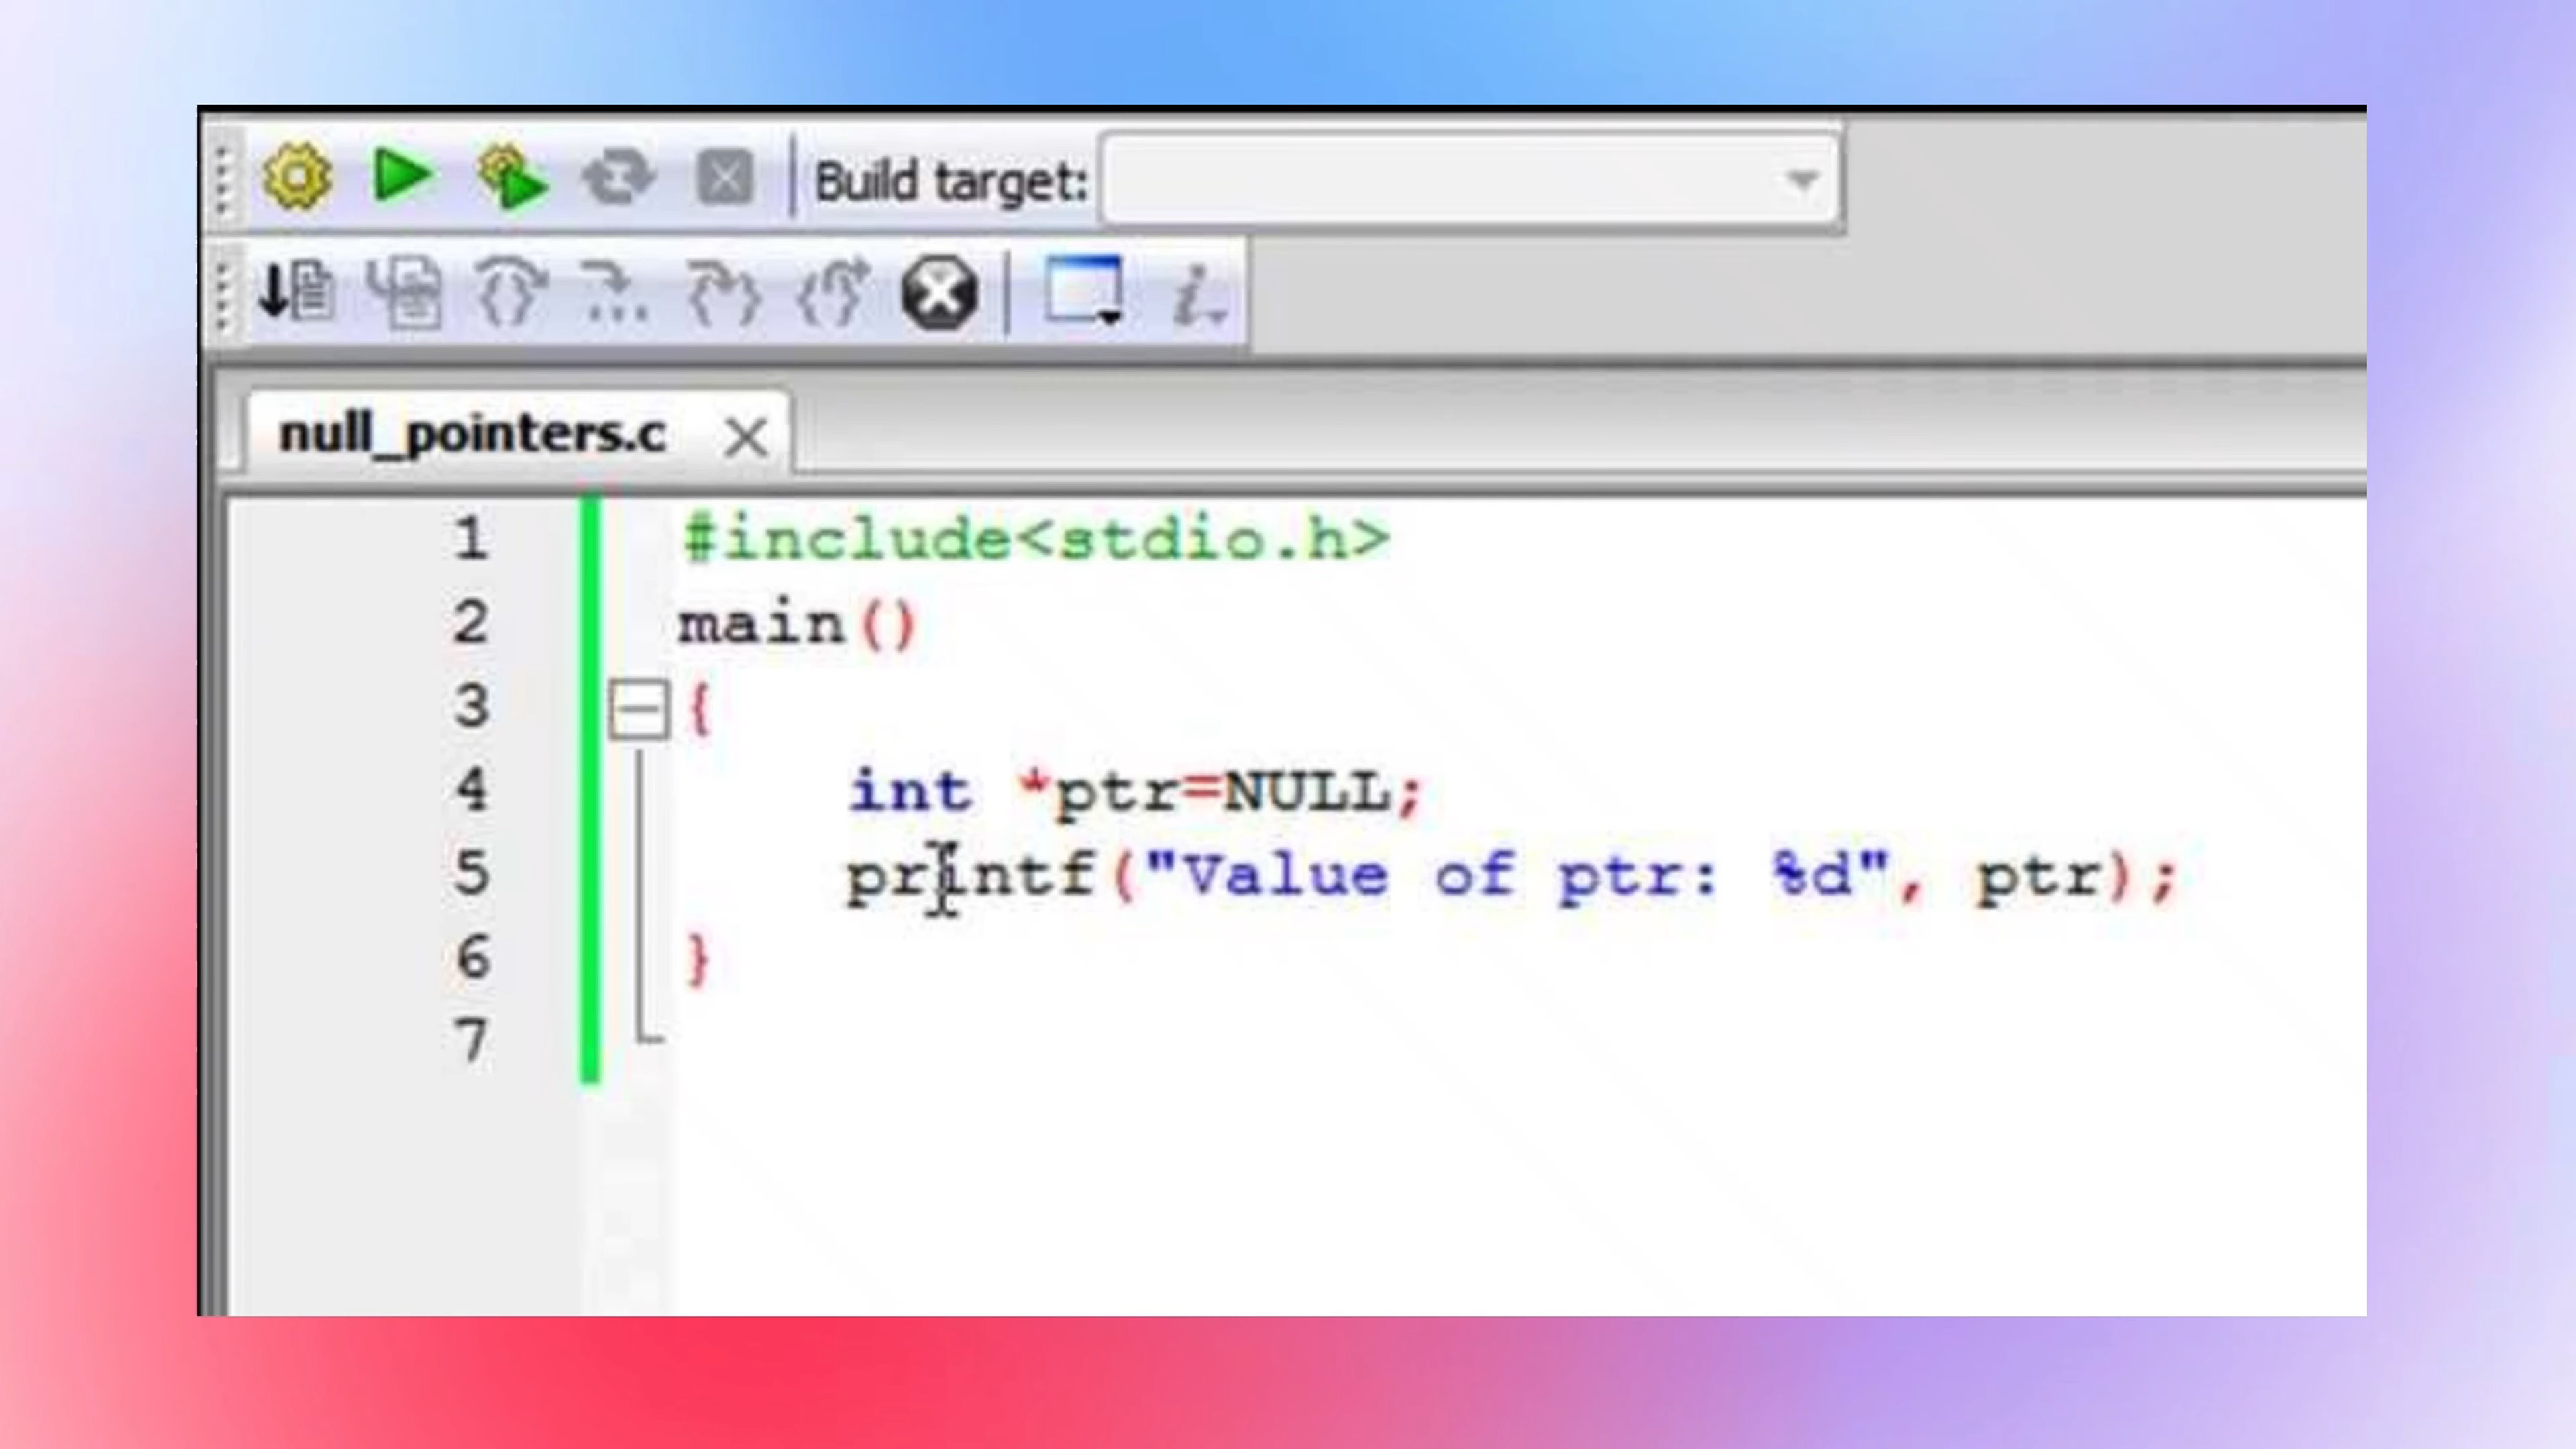 Build target:
null_pointers.c
1 #include<stdio.h>
2 main()
3 {
4 int *ptr=NULL;
5 printf("Value of ptr: %d", ptr);
6 }
7